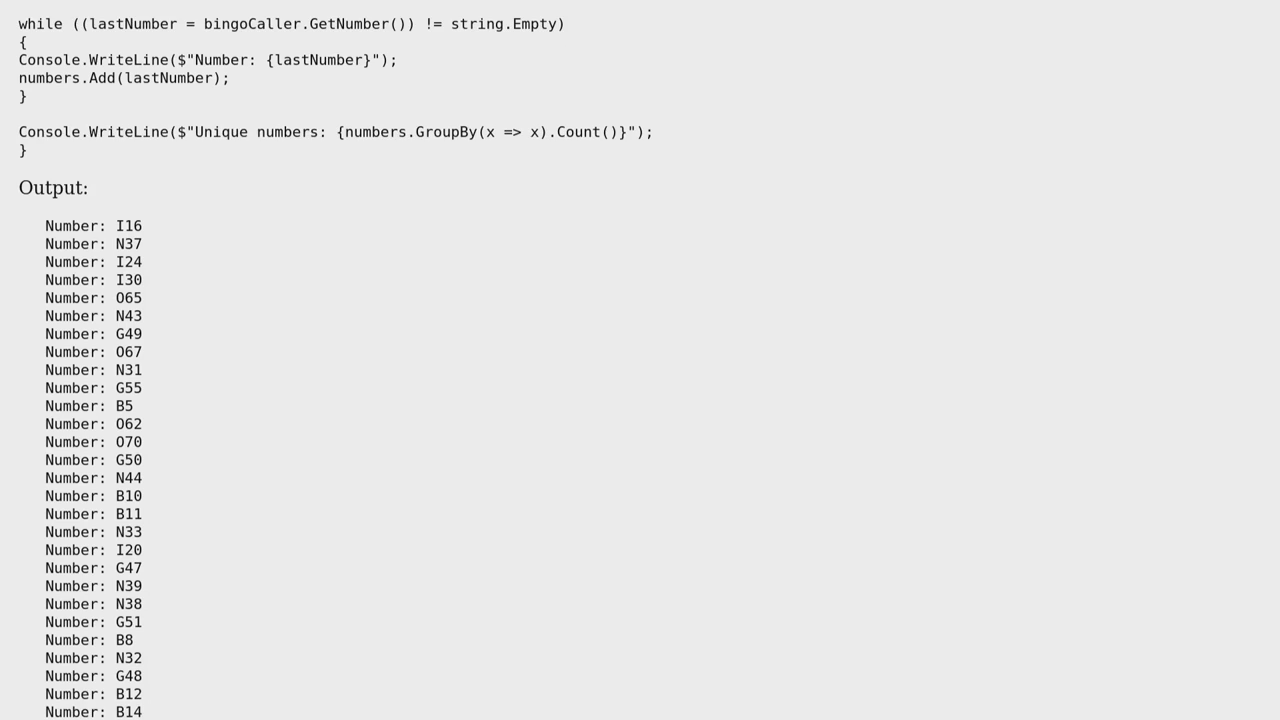 while ((lastNumber = bingoCaller.GetNumber()) != string.Empty)
{
Console.WriteLine($"Number: {lastNumber}");
numbers.Add(lastNumber);
}

Console.WriteLine($"Unique numbers: {numbers.GroupBy(x => x).Count()}");
}
Output:
Number: I16
Number: N37
Number: I24
Number: I30
Number: O65
Number: N43
Number: G49
Number: O67
Number: N31
Number: G55
Number: B5
Number: O62
Number: O70
Number: G50
Number: N44
Number: B10
Number: B11
Number: N33
Number: I20
Number: G47
Number: N39
Number: N38
Number: G51
Number: B8
Number: N32
Number: G48
Number: B12
Number: B14